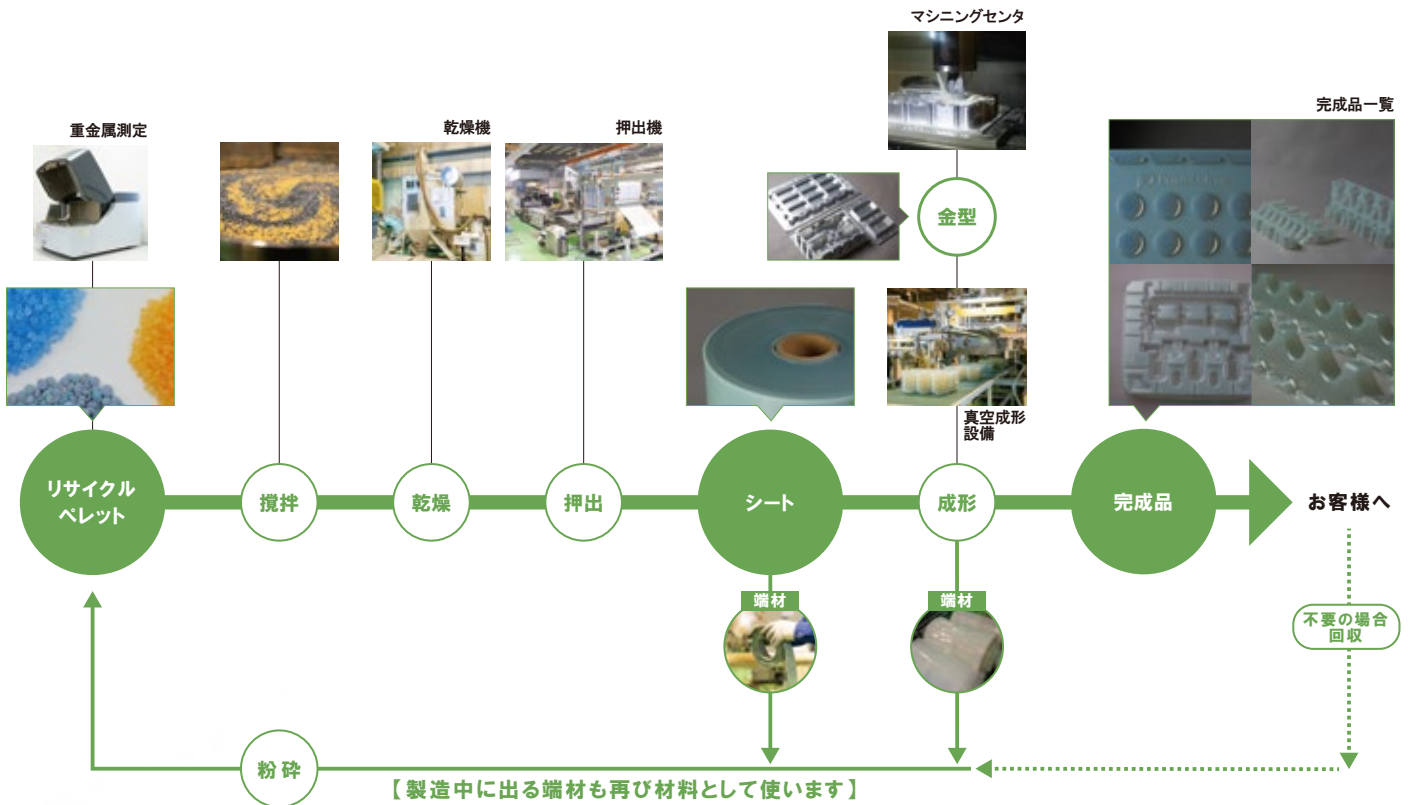 マシニングセンタ
完成品一覧
重金属測定
乾燥機
押出機
金型
真空成形
設備
リサイクル
ペレット
撹拌
乾燥
押出
シート
成形
完成品
お客様へ
端材
端材
不要の場合
回収
粉砕
【製造中に出る端材も再び材料として使います】